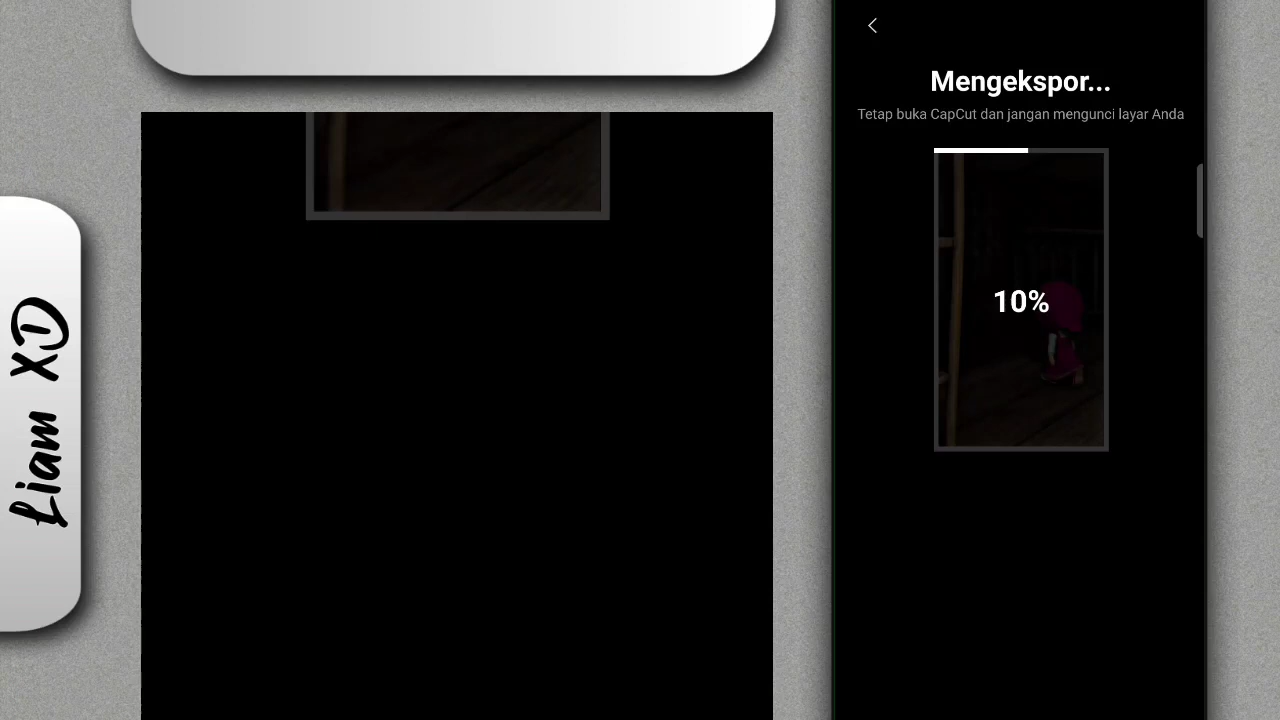 Liam XD
Mengekspor...
Tetap buka CapCut dan jangan mengunci layar Anda
10%